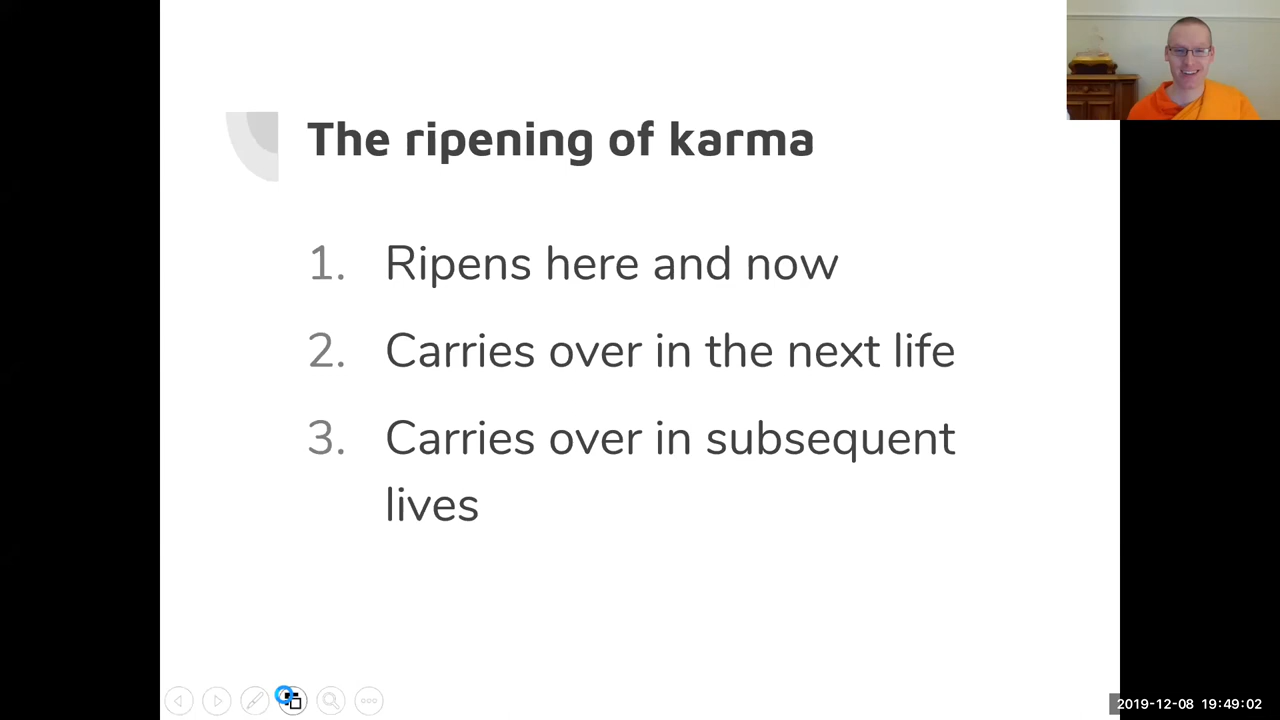 The ripening of karma
1. Ripens here and now
2. Carries over in the next life
3. Carries over in subsequent
lives
2019-12-08 19:49:02